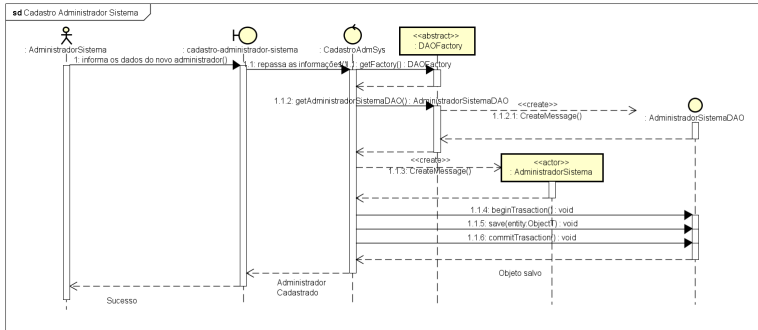 sd Cadastro Administrador Sistema
<<abstract>>
: DAOFactory
: AdministradorSistema
: cadastro-administrador-sistema
: CadastroAdmSys
1: informa os dados do novo administrador()
1.1: repassa as informações()
1.1.1: getFactory() : DAOFactory
1.1.2: getAdministradorSistemaDAO() : AdministradorSistemaDAO
<<create>>
1.1.2.1: CreateMessage()
: AdministradorSistemaDAO
<<create>>
1.1.3: CreateMessage()
<<actor>>
: AdministradorSistema
1.1.4: beginTrasaction() : void
1.1.5: save(entity:ObjectT) : void
1.1.6: commitTrasaction() : void
Objeto salvo
Administrador
Cadastrado
Sucesso